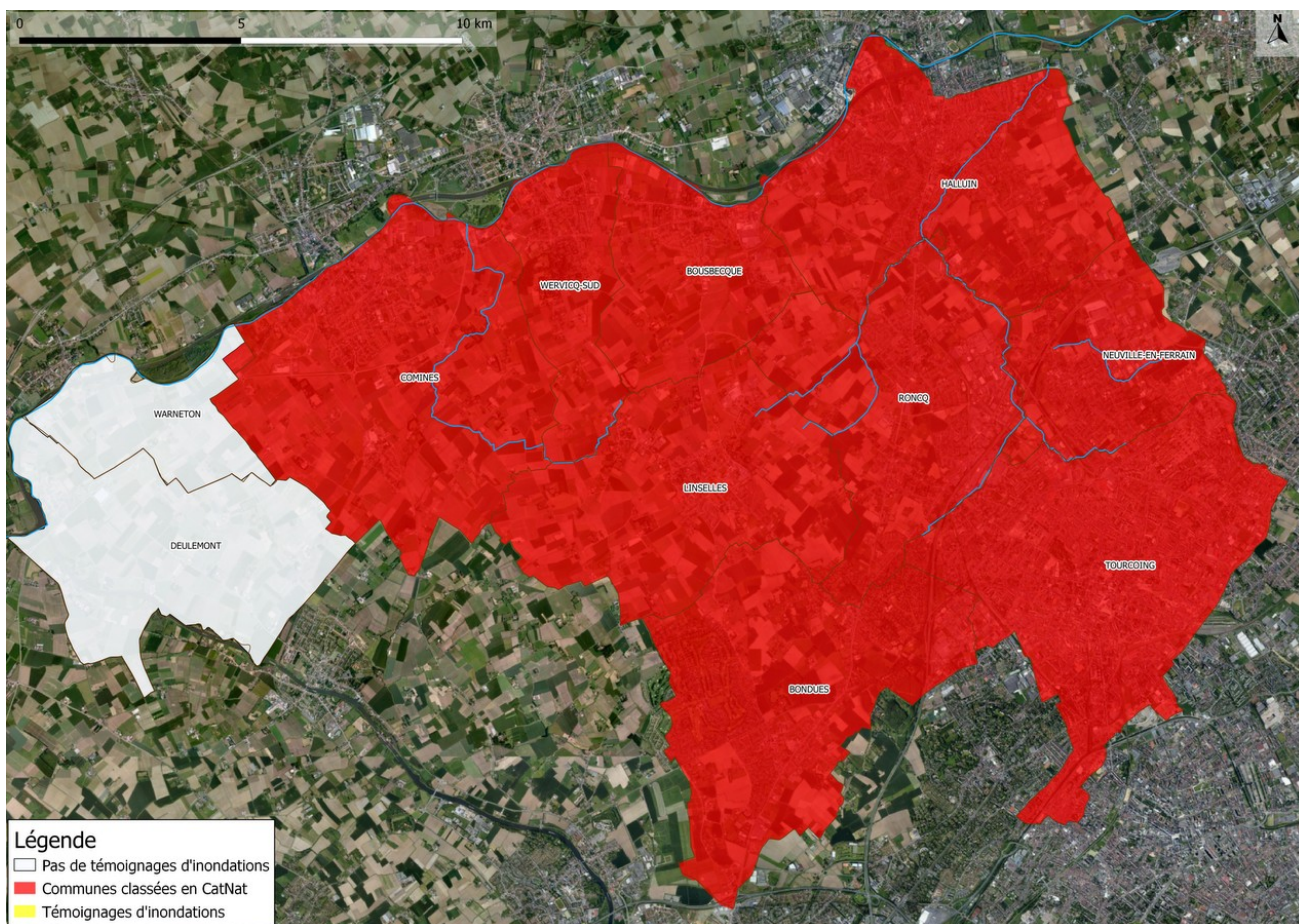 0 5 10 km
N
HALLUIN
BOUSBECQUE
WERVICQ-SUD
NEUVILLE-EN-FERRAIN
COMINES
RONCQ
WARNETON
LINSELLES
DEULEMONT
TOURCOING
BONDUES
Légende
Pas de témoignages d'inondations
Communes classées en CatNat
Témoignages d'inondations